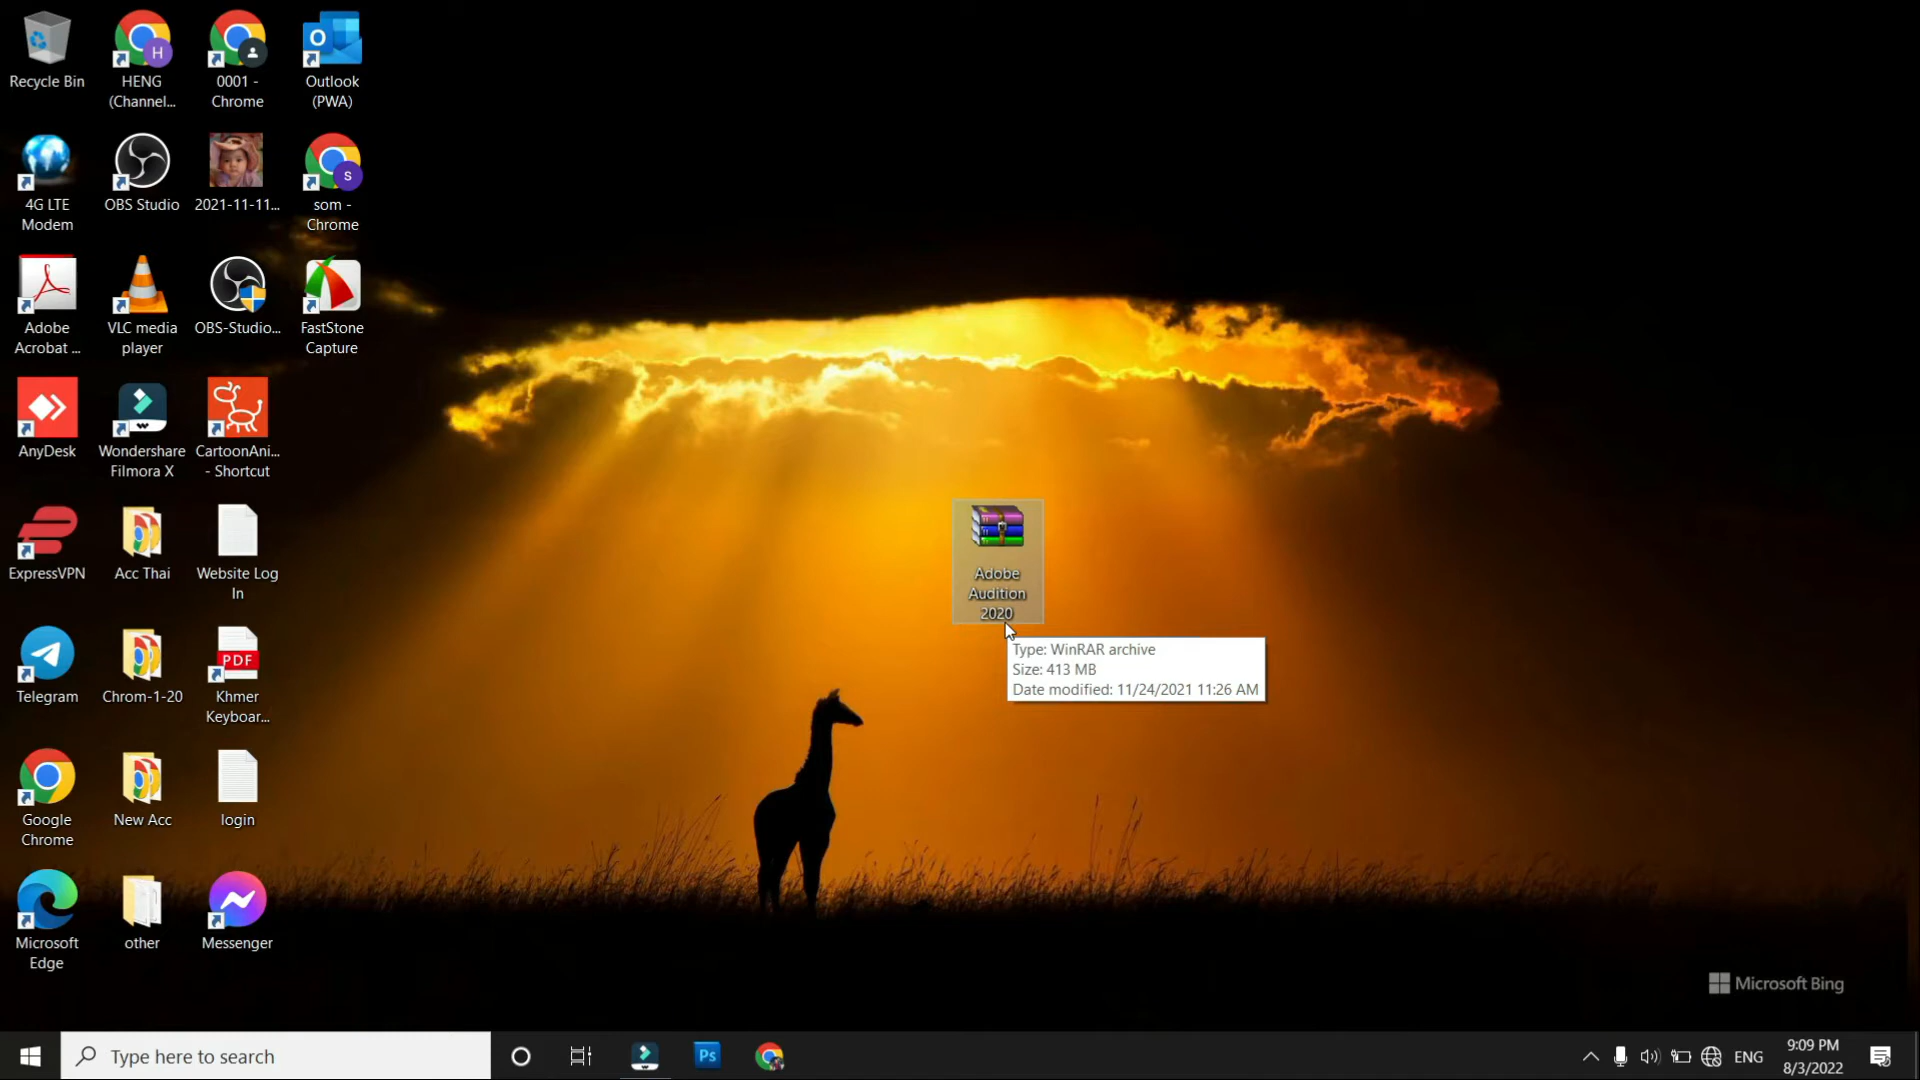 Recycle Bin
HENG
(Channel...
0001 -
Chrome
Outlook
(PWA)
4G LTE
Modem
OBS Studio
2021-11-11...
som -
Chrome
Adobe
Acrobat ...
VLC media
player
OBS-Studio...
FastStone
Capture
AnyDesk
Wondershare
Filmora X
CartoonAni...
- Shortcut
ExpressVPN
Acc Thai
Website Log
In
Telegram
Chrom-1-20
PDF
Khmer
Keyboar...
Google
Chrome
New Acc
login
Microsoft
Edge
other
Messenger
Adobe
Audition
2020
Type: WinRAR archive
Size: 413 MB
Date modified: 11/24/2021 11:26 AM
Microsoft Bing
Type here to search
Ps
ENG
9:09 PM
8/3/2022